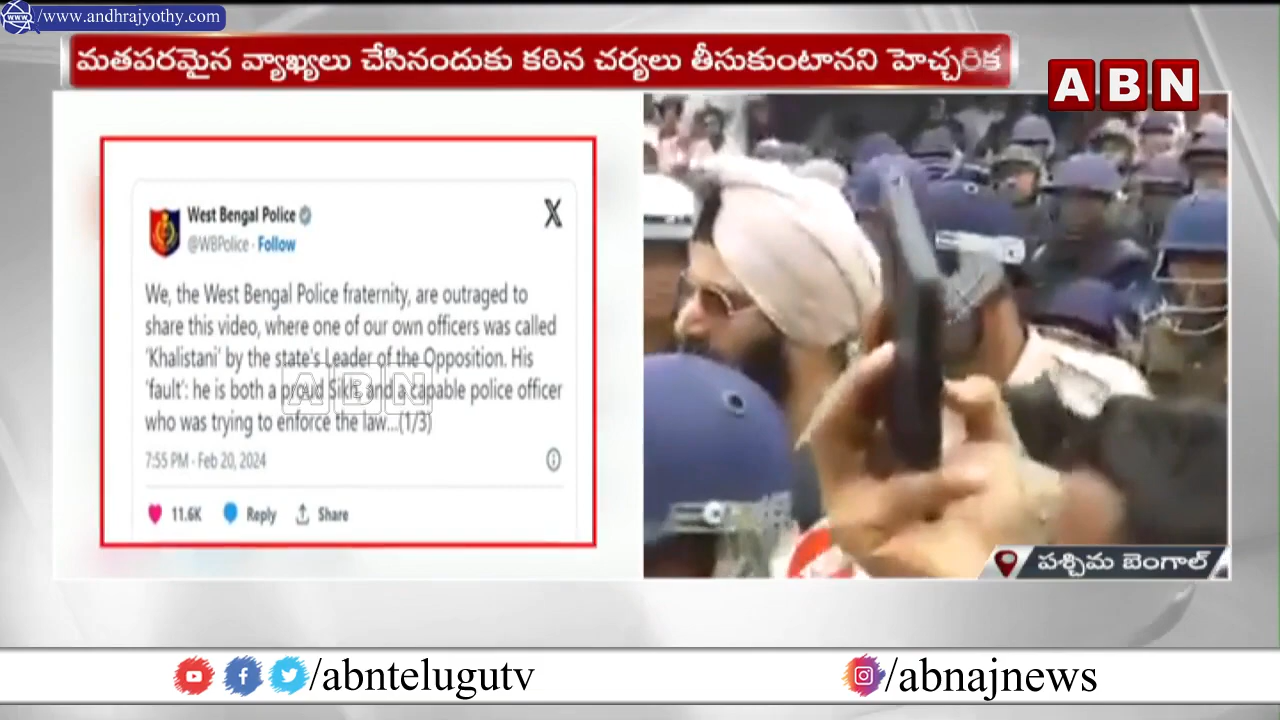 www://www.andhrajyothy.com
మతపరమైన వ్యాఖ్యలు చేసినందుకు కఠిన చర్యలు తీసుకుంటానని హెచ్చరిక
ABN
West Bengal Police
@WBPolice · Follow
X
We, the West Bengal Police fraternity, are outraged to
share this video, where one of our own officers was called
'Khalistani' by the state's Leader of the Opposition. His
'fault': he is both a proud Sikh and a capable police officer
who was trying to enforce the law...(1/3)
ABN
7:55 PM · Feb 20, 2024
11.6K Reply Share
పశ్చిమ బెంగాల్
/abntelugutv
/abnajnews